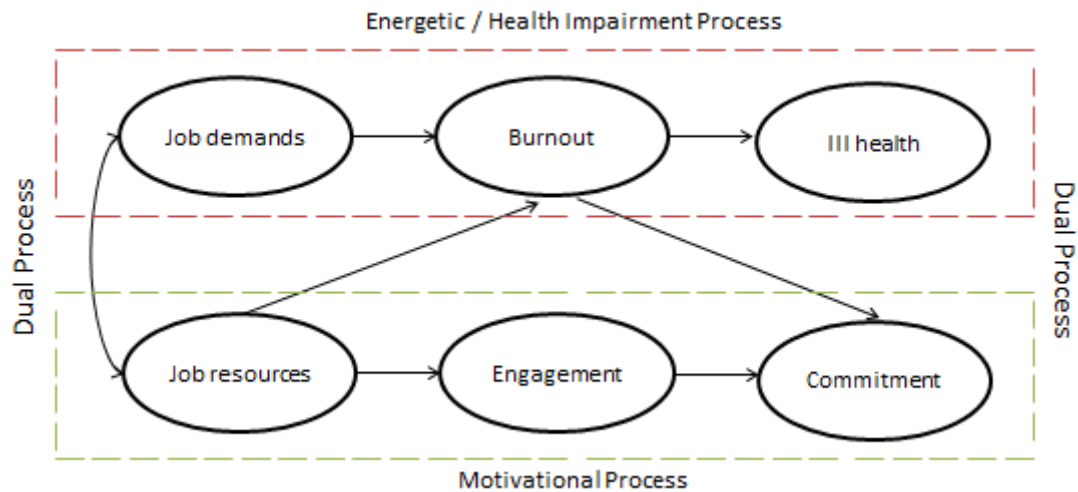 Energetic / Health Impairment Process
Job demands
Burnout
Ill health
Dual Process
Dual Process
Job resources
Engagement
Commitment
Motivational Process